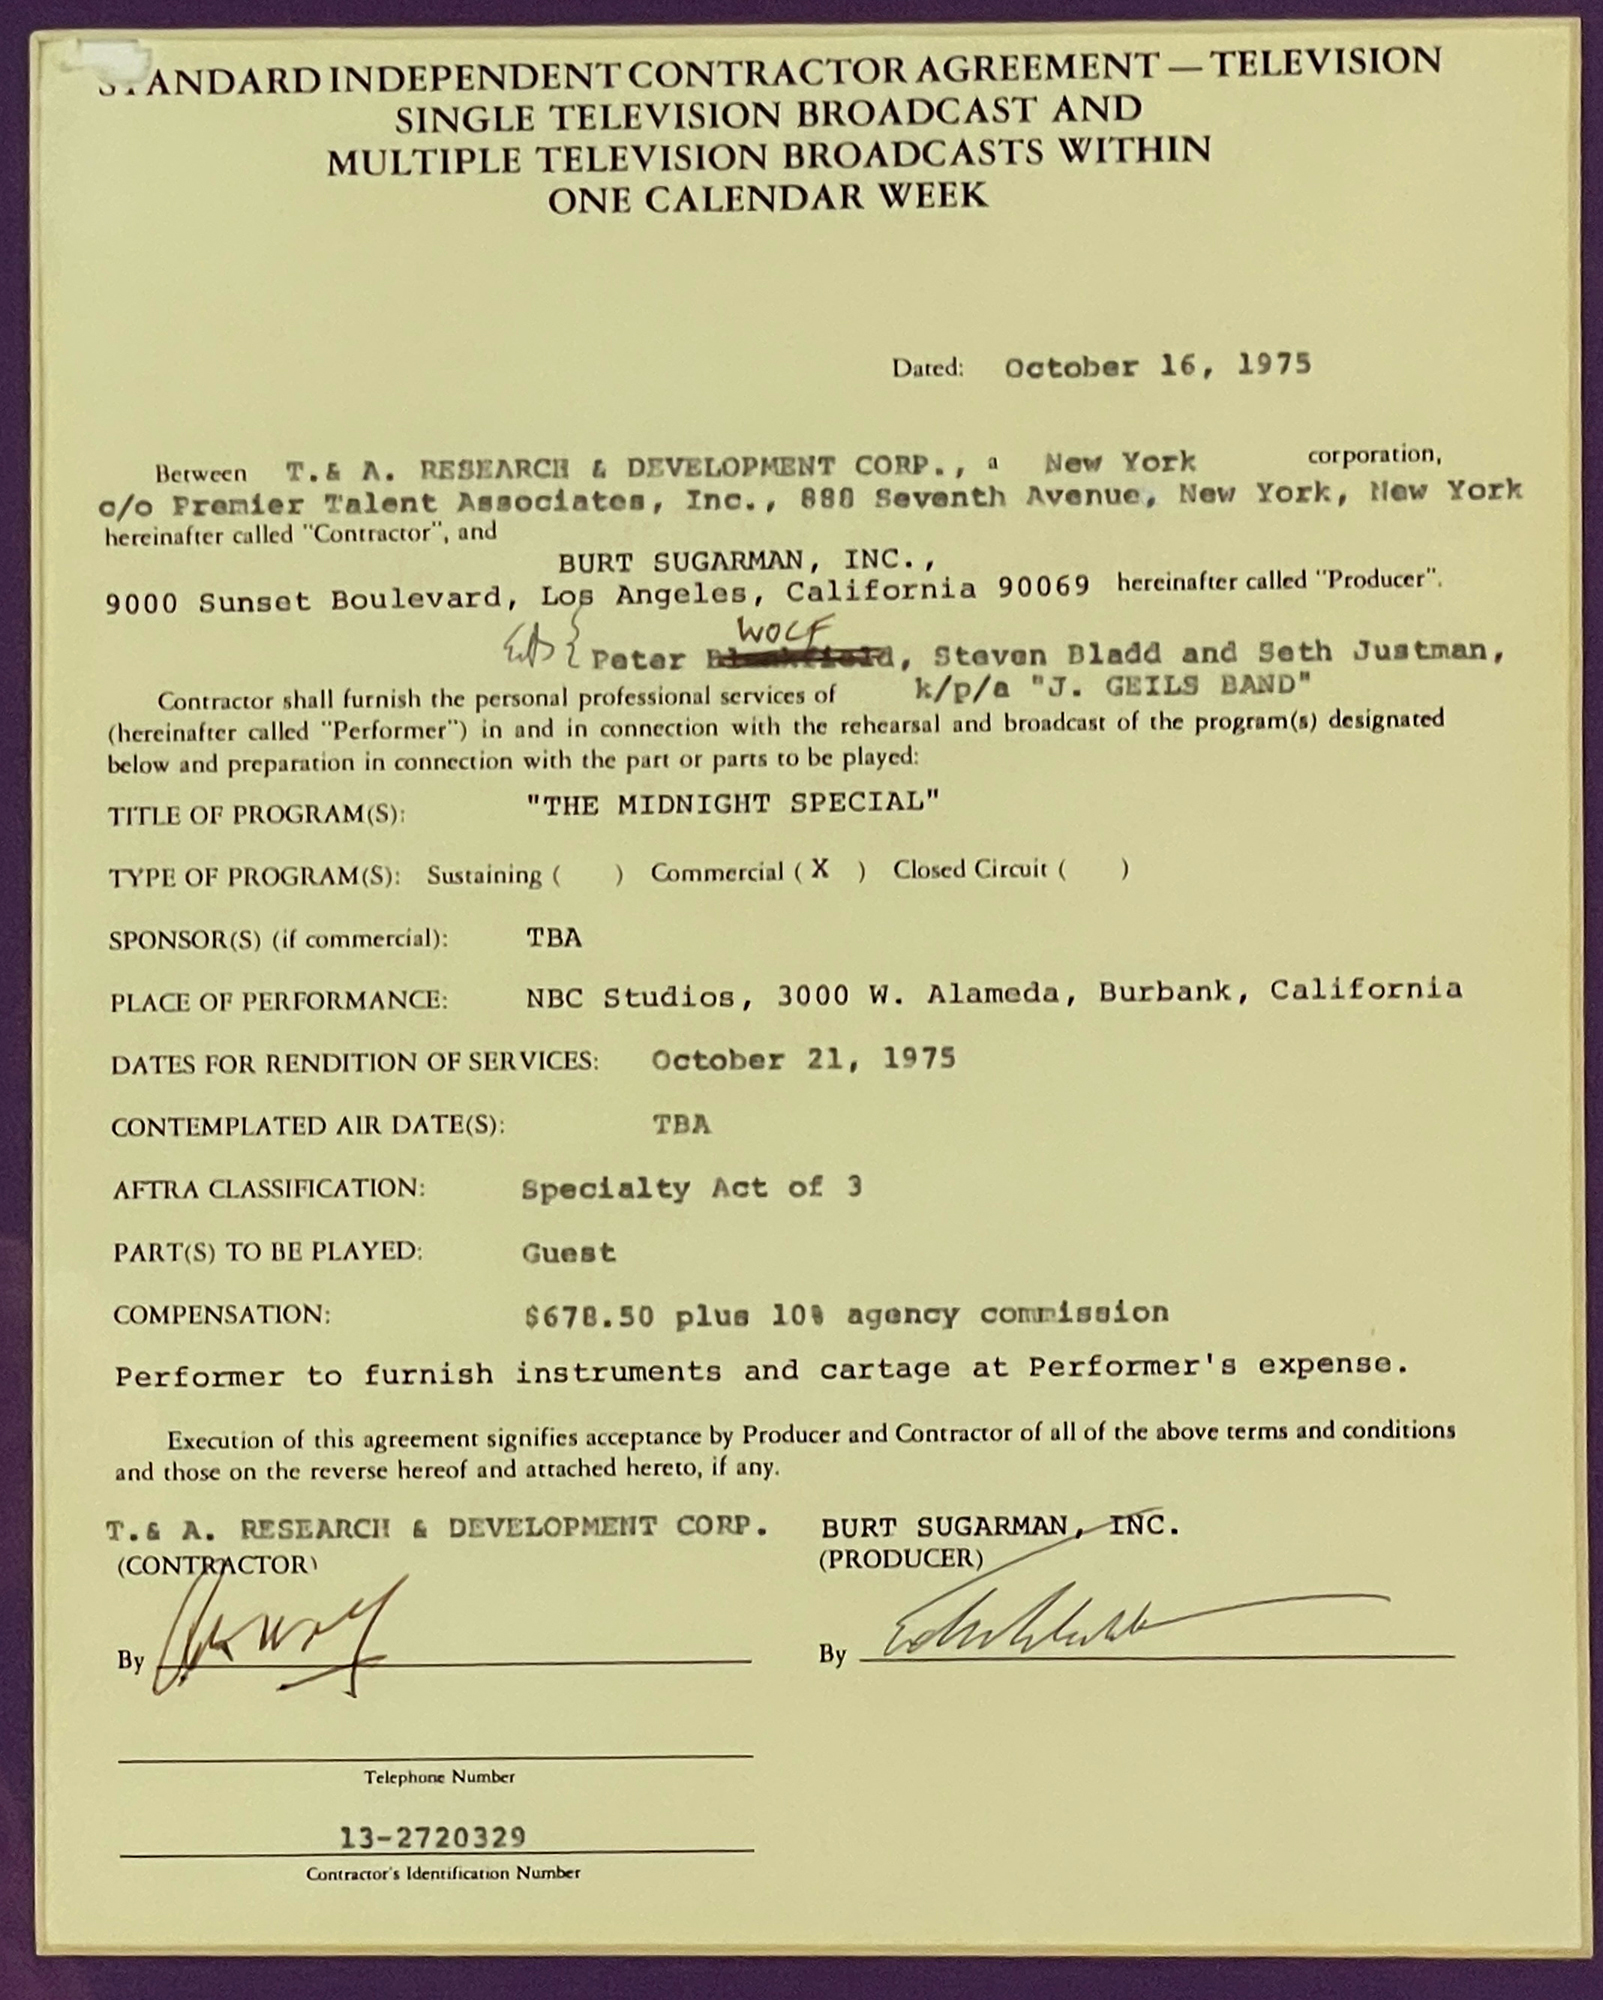 STANDARD INDEPENDENT CONTRACTOR AGREEMENT — TELEVISION
SINGLE TELEVISION BROADCAST AND
MULTIPLE TELEVISION BROADCASTS WITHIN
ONE CALENDAR WEEK
Dated: October 16, 1975
Between T.& A. RESEARCH & DEVELOPMENT CORP., a New York corporation,
c/o Premier Talent Associates, Inc., 888 Seventh Avenue, New York, New York
hereinafter called "Contractor", and
BURT SUGARMAN, INC.,
9000 Sunset Boulevard, Los Angeles, California 90069 hereinafter called "Producer".
WOLF
Peter , Steven Bladd and Seth Justman,
Contractor shall furnish the personal professional services of k/p/a "J. GEILS BAND"
(hereinafter called "Performer") in and in connection with the rehearsal and broadcast of the program(s) designated
below and preparation in connection with the part or parts to be played:
TITLE OF PROGRAM(S): "THE MIDNIGHT SPECIAL"
TYPE OF PROGRAM(S): Sustaining ( ) Commercial ( X ) Closed Circuit ( )
SPONSOR(S) (if commercial): TBA
PLACE OF PERFORMANCE: NBC Studios, 3000 W. Alameda, Burbank, California
DATES FOR RENDITION OF SERVICES: October 21, 1975
CONTEMPLATED AIR DATE(S): TBA
AFTRA CLASSIFICATION: Specialty Act of 3
PART(S) TO BE PLAYED: Guest
COMPENSATION: $678.50 plus 10% agency commission
Performer to furnish instruments and cartage at Performer's expense.
Execution of this agreement signifies acceptance by Producer and Contractor of all of the above terms and conditions
and those on the reverse hereof and attached hereto, if any.
T.& A. RESEARCH & DEVELOPMENT CORP. BURT SUGARMAN, INC.
(CONTRACTOR) (PRODUCER)
By By
Telephone Number
13-2720329
Contractor's Identification Number